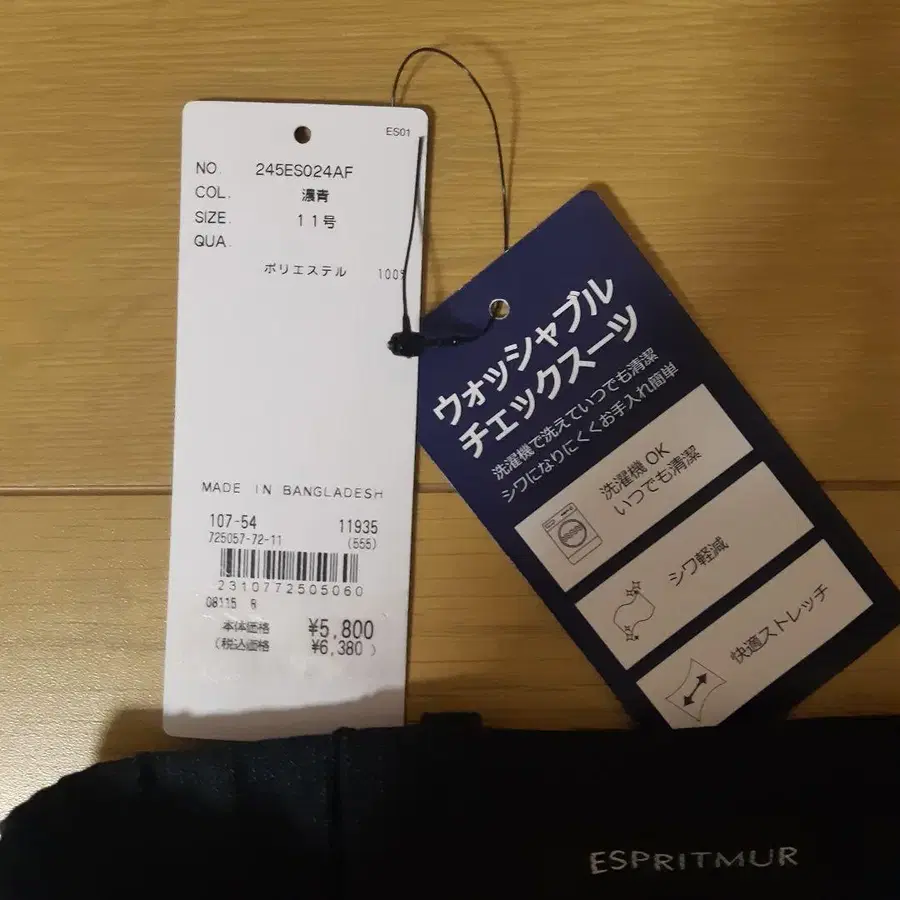 ES01
NO. 245ES024AF
COL. 濃青
SIZE. 11号
QUA.
ポリエステル 100%
MADE IN BANGLADESH
107-54 11935
725057-72-11 (555)
2310772505060
08115 8
本体価格 ¥5,800
(税込価格 ¥6,380)
ウォッシャブル
チェックスーツ
洗濯機で洗えていつでも清潔
シワになりにくくお手入れ簡単
洗濯機OK
いつでも清潔
シワ軽減
快適ストレッチ
ESPRITMUR